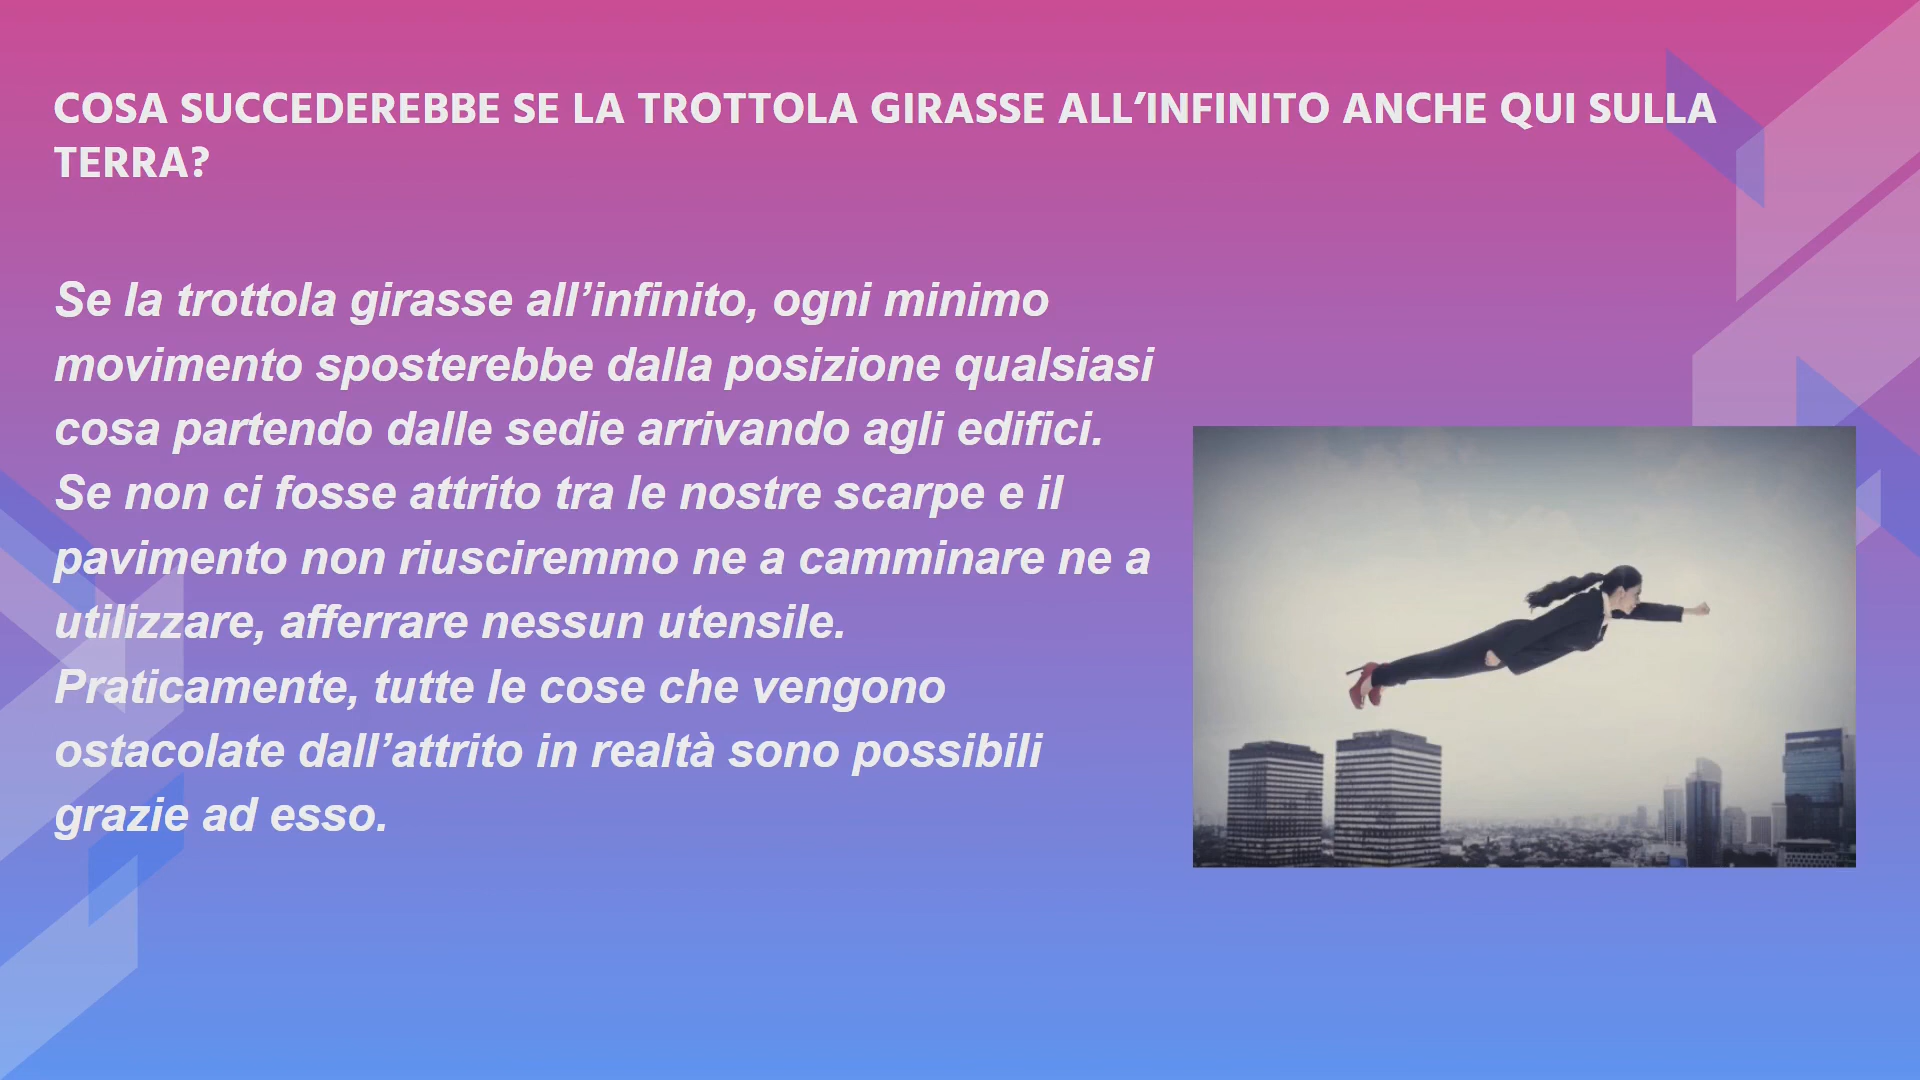 COSA SUCCEDEREBBE SE LA TROTTOLA GIRASSE ALL’INFINITO ANCHE QUI SULLA
TERRA?
Se la trottola girasse all’infinito, ogni minimo
movimento sposterebbe dalla posizione qualsiasi
cosa partendo dalle sedie arrivando agli edifici.
Se non ci fosse attrito tra le nostre scarpe e il
pavimento non riusciremmo ne a camminare ne a
utilizzare, afferrare nessun utensile.
Praticamente, tutte le cose che vengono
ostacolate dall’attrito in realtà sono possibili
grazie ad esso.